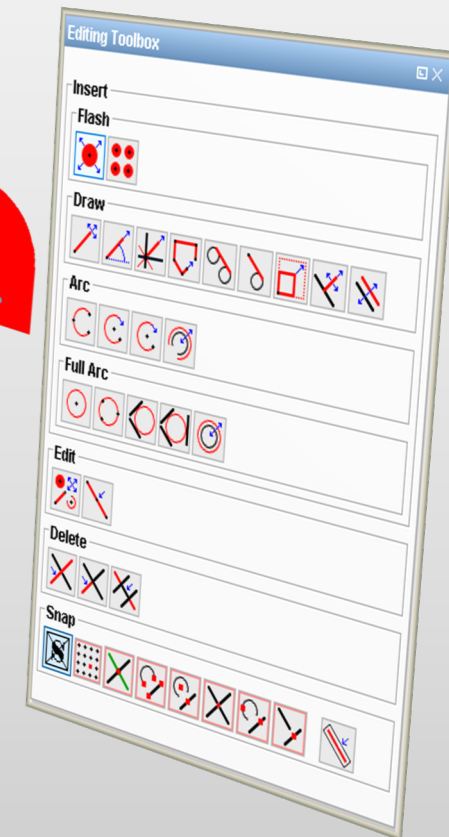 Editing Toolbox
Insert
Flash
Draw
Arc
Full Arc
Edit
Delete
Snap
S